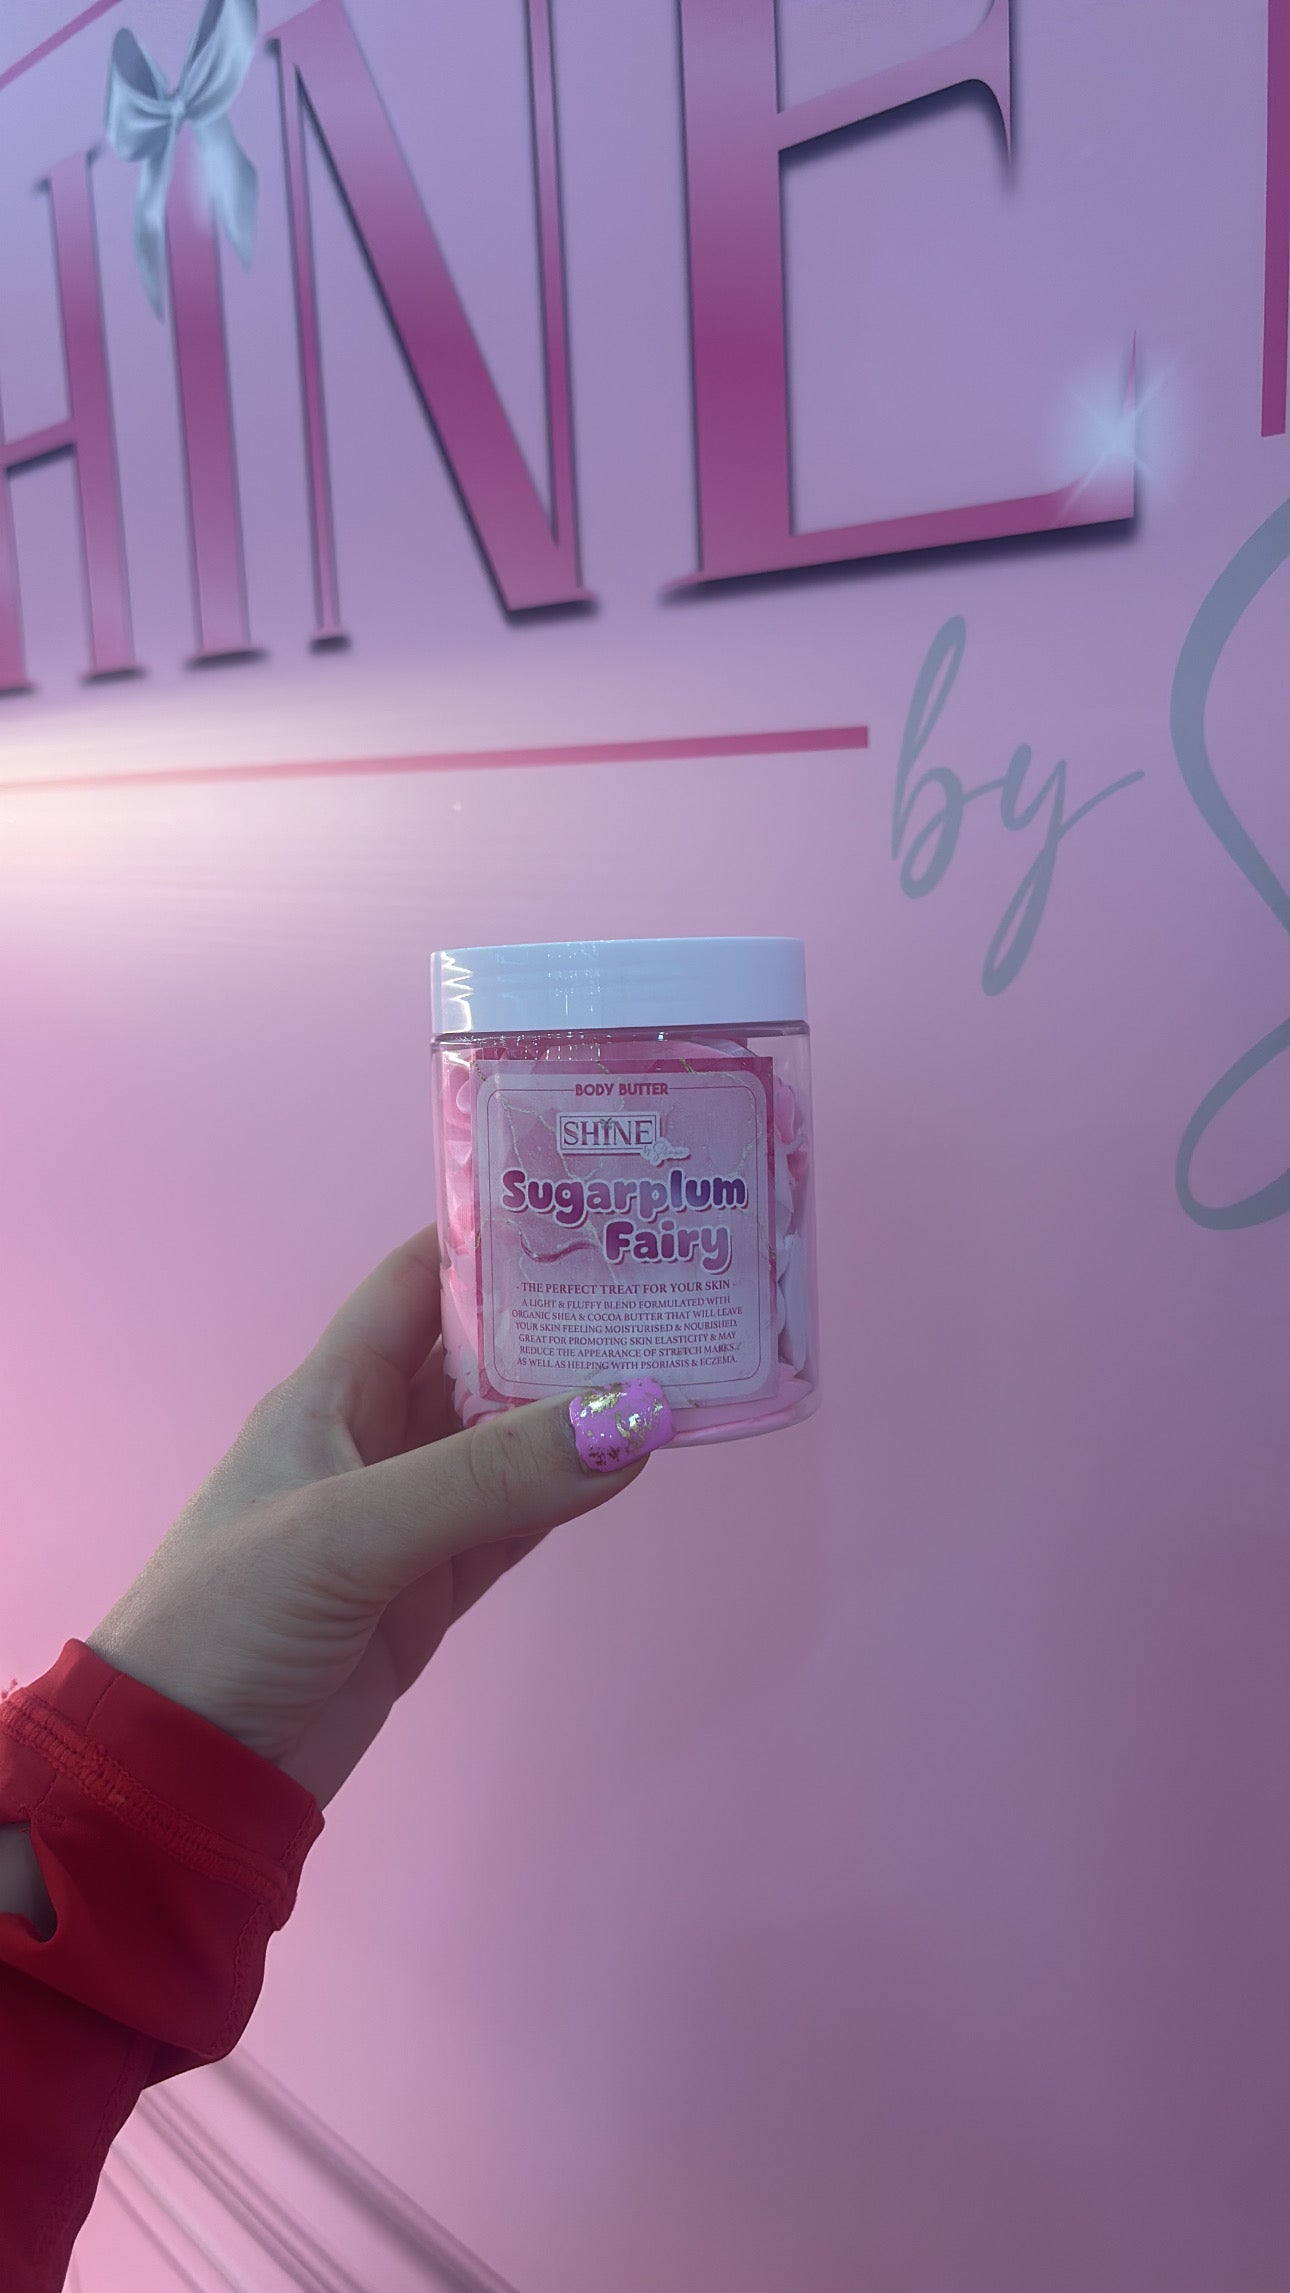 HINE
by S
BODY BUTTER
SHINE
by Shanice
Sugarplum
Fairy
- THE PERFECT TREAT FOR YOUR SKIN -
A LIGHT & FLUFFY BLEND FORMULATED WITH
ORGANIC SHEA & COCOA BUTTER THAT WILL LEAVE
YOUR SKIN FEELING MOISTURISED & NOURISHED.
GREAT FOR PROMOTING SKIN ELASTICITY & MAY
REDUCE THE APPEARANCE OF STRETCH MARKS..
AS WELL AS HELPING WITH PSORIASIS & ECZEMA.